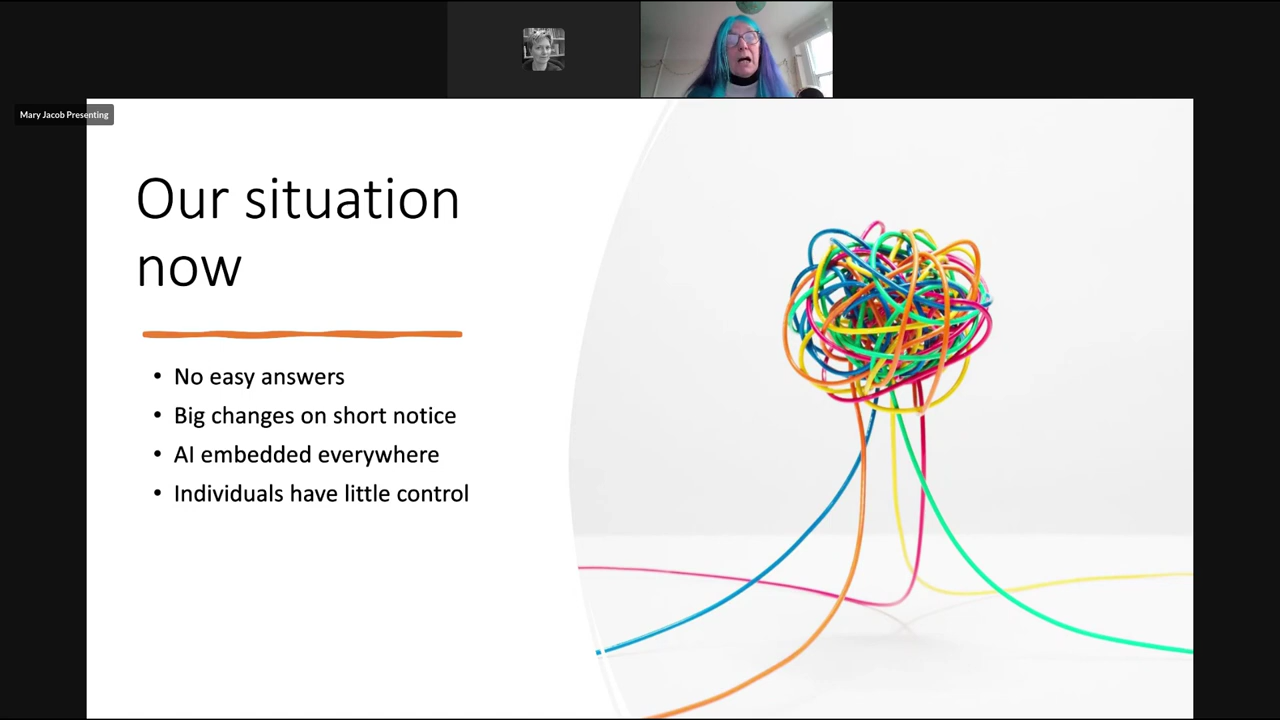 Mary Jacob Presenting
Our situation
now
• No easy answers
• Big changes on short notice
• AI embedded everywhere
• Individuals have little control